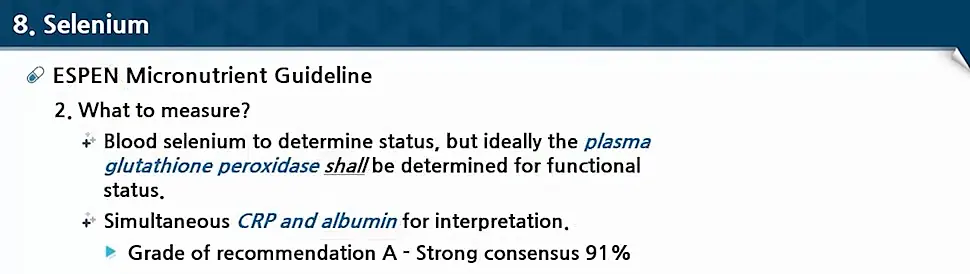 8. Selenium
ESPEN Micronutrient Guideline
2. What to measure?
Blood selenium to determine status, but ideally the plasma
glutathione peroxidase shall be determined for functional
status.
Simultaneous CRP and albumin for interpretation.
Grade of recommendation A - Strong consensus 91%